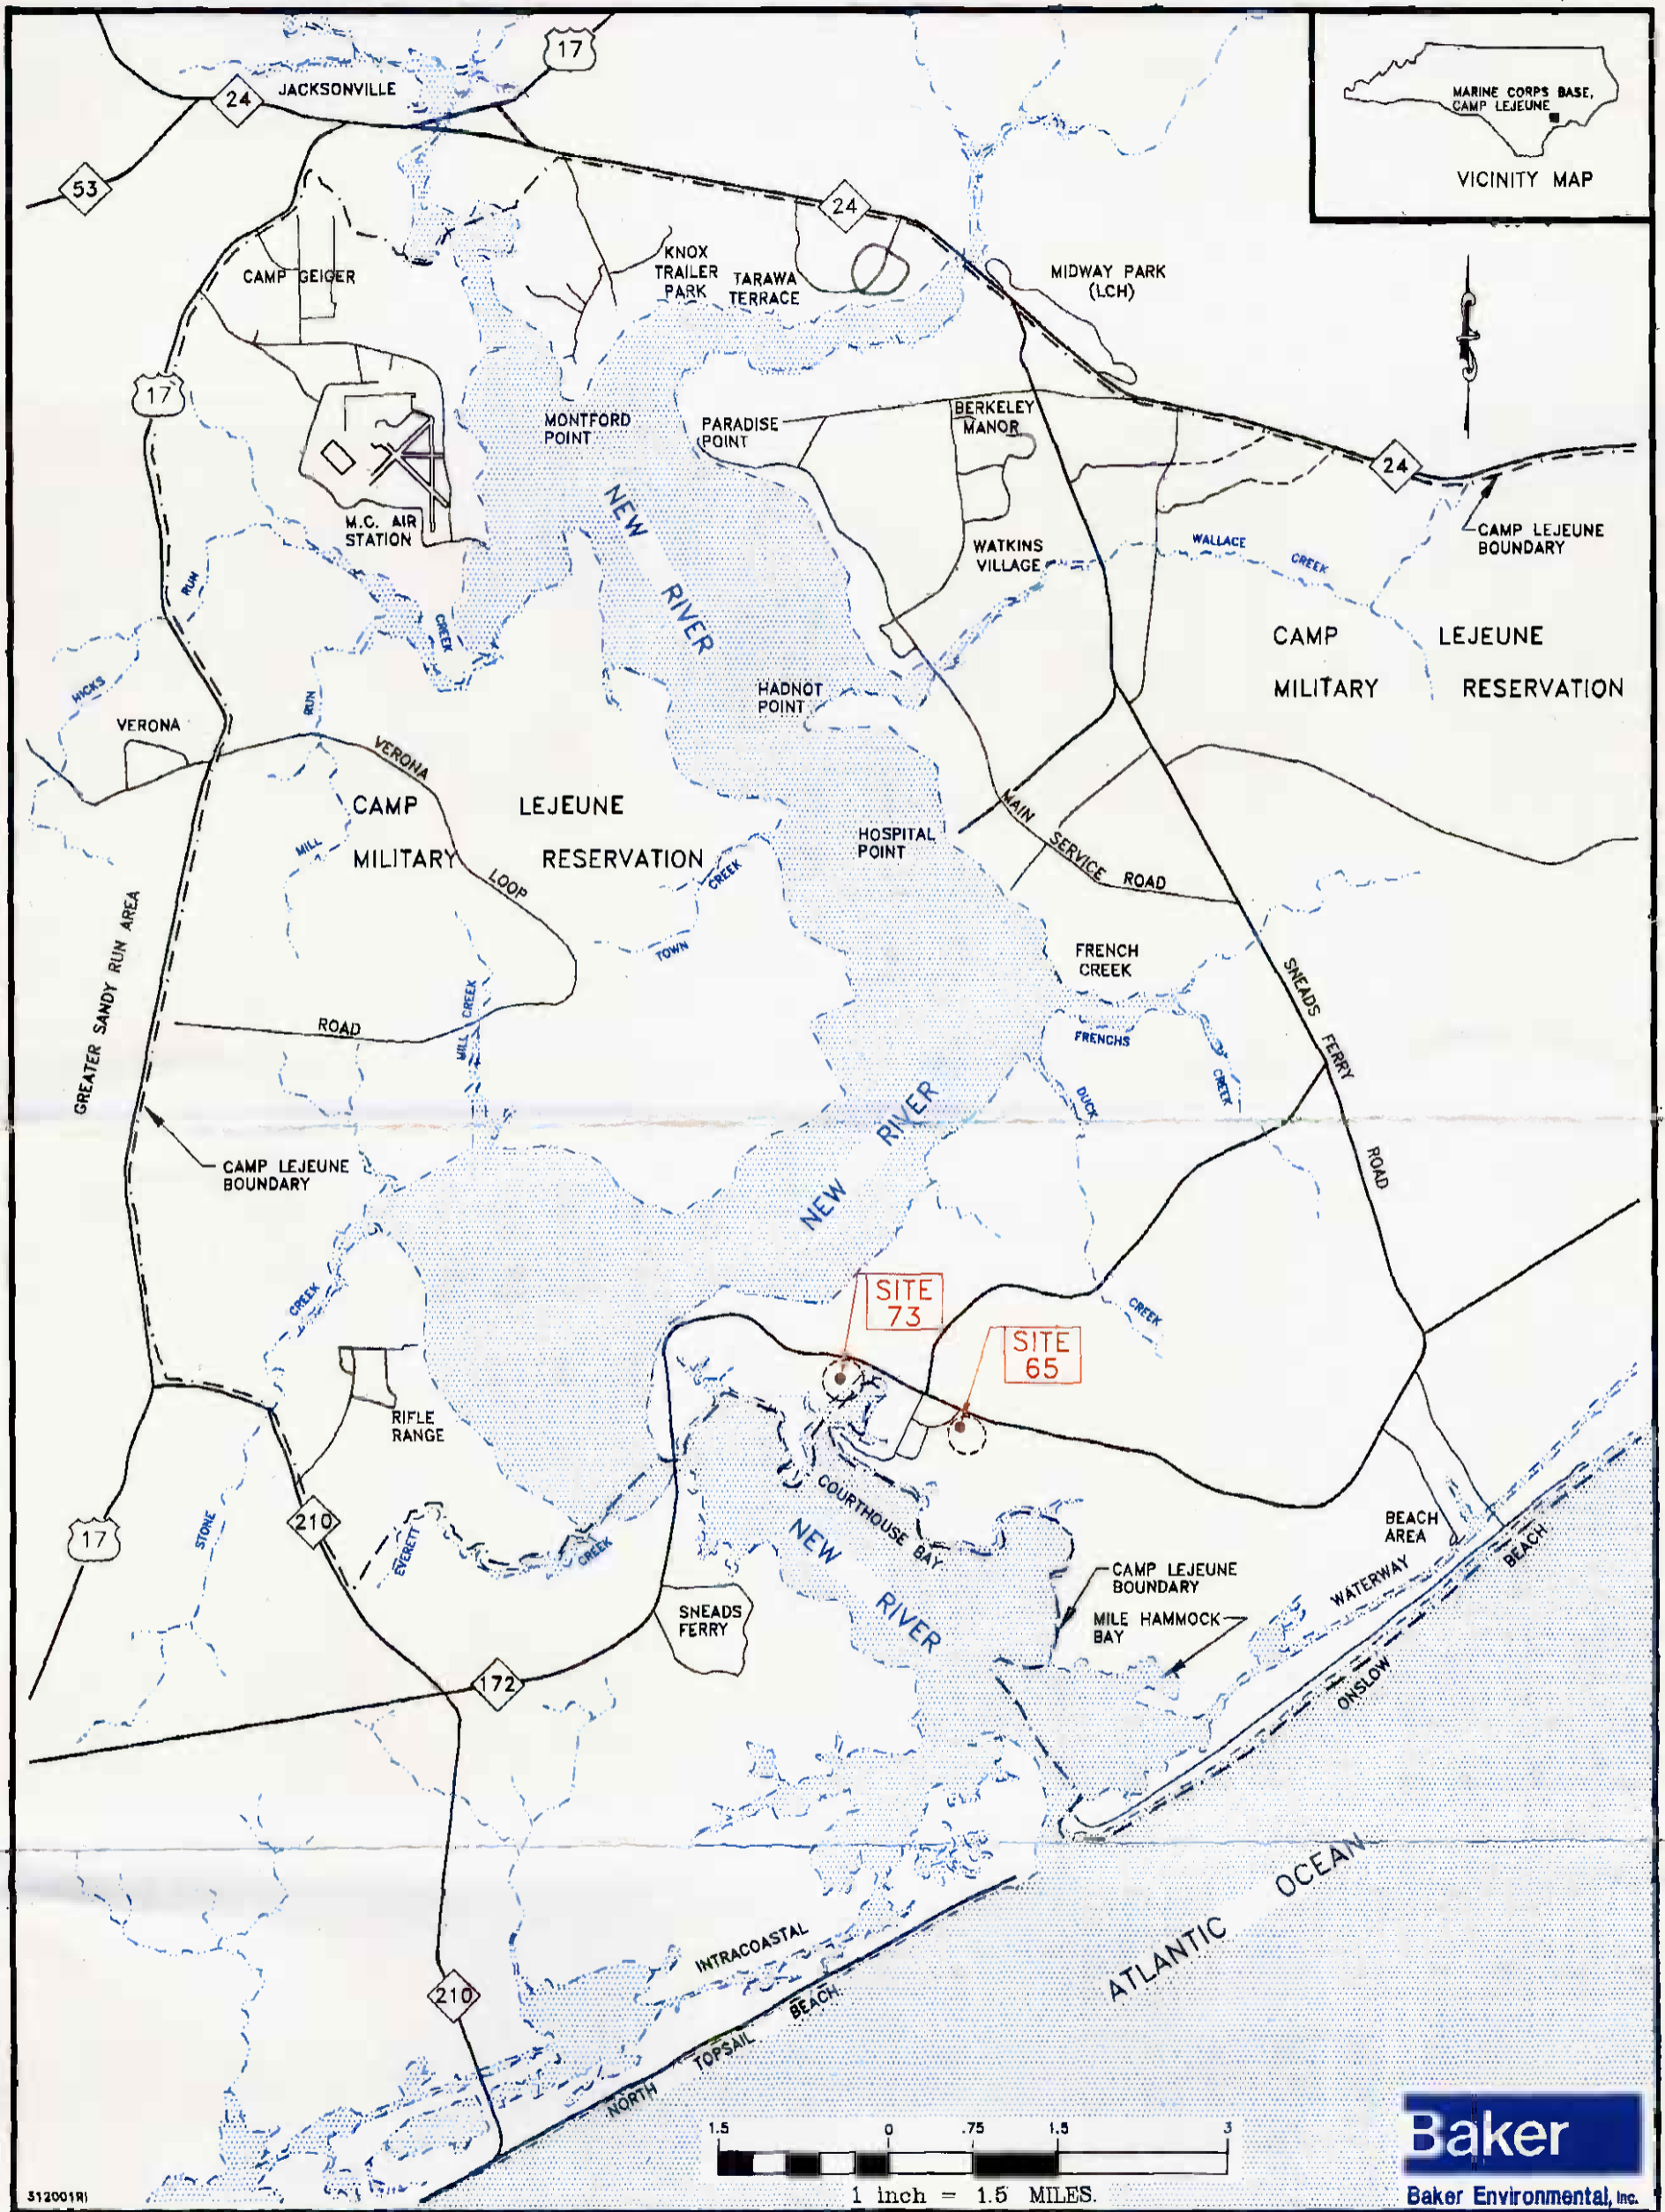 17
JACKSONVILLE
24
53
MARINE CORPS BASE,
CAMP LEJEUNE
VICINITY MAP
24
KNOX
TRAILER
PARK
TARAWA
TERRACE
MIDWAY PARK
(LCH)
CAMP GEIGER
17
MONTFORD
POINT
PARADISE
POINT
BERKELEY
MANOR
24
M.C. AIR
STATION
NEW
RIVER
WATKINS
VILLAGE
WALLACE
CREEK
CAMP LEJEUNE
BOUNDARY
RUN
CREEK
HICKS
RUN
CAMP LEJEUNE
MILITARY RESERVATION
HADNOT
POINT
VERONA
VERONA
CAMP LEJEUNE
MILITARY RESERVATION
MILL
LOOP
HOSPITAL
POINT
MAIN
SERVICE ROAD
CREEK
TOWN
GREATER SANDY RUN AREA
MILL CREEK
ROAD
FRENCH
CREEK
FRENCHS
CREEK
DUCK
SNEADS
FERRY
ROAD
NEW
RIVER
CAMP LEJEUNE
BOUNDARY
CREEK
CREEK
SITE
73
SITE
65
RIFLE
RANGE
210
17
STONE
EVERETT
CREEK
COURTHOUSE BAY
NEW
RIVER
CAMP LEJEUNE
BOUNDARY
MILE HAMMOCK
BAY
BEACH
AREA
WATERWAY
BEACH
ONSLOW
SNEADS
FERRY
172
210
INTRACOASTAL
NORTH TOPSAIL BEACH
ATLANTIC OCEAN
1.5 0 .75 1.5 3
1 inch = 1.5 MILES.
Baker
Baker Environmental, Inc.
312001RI